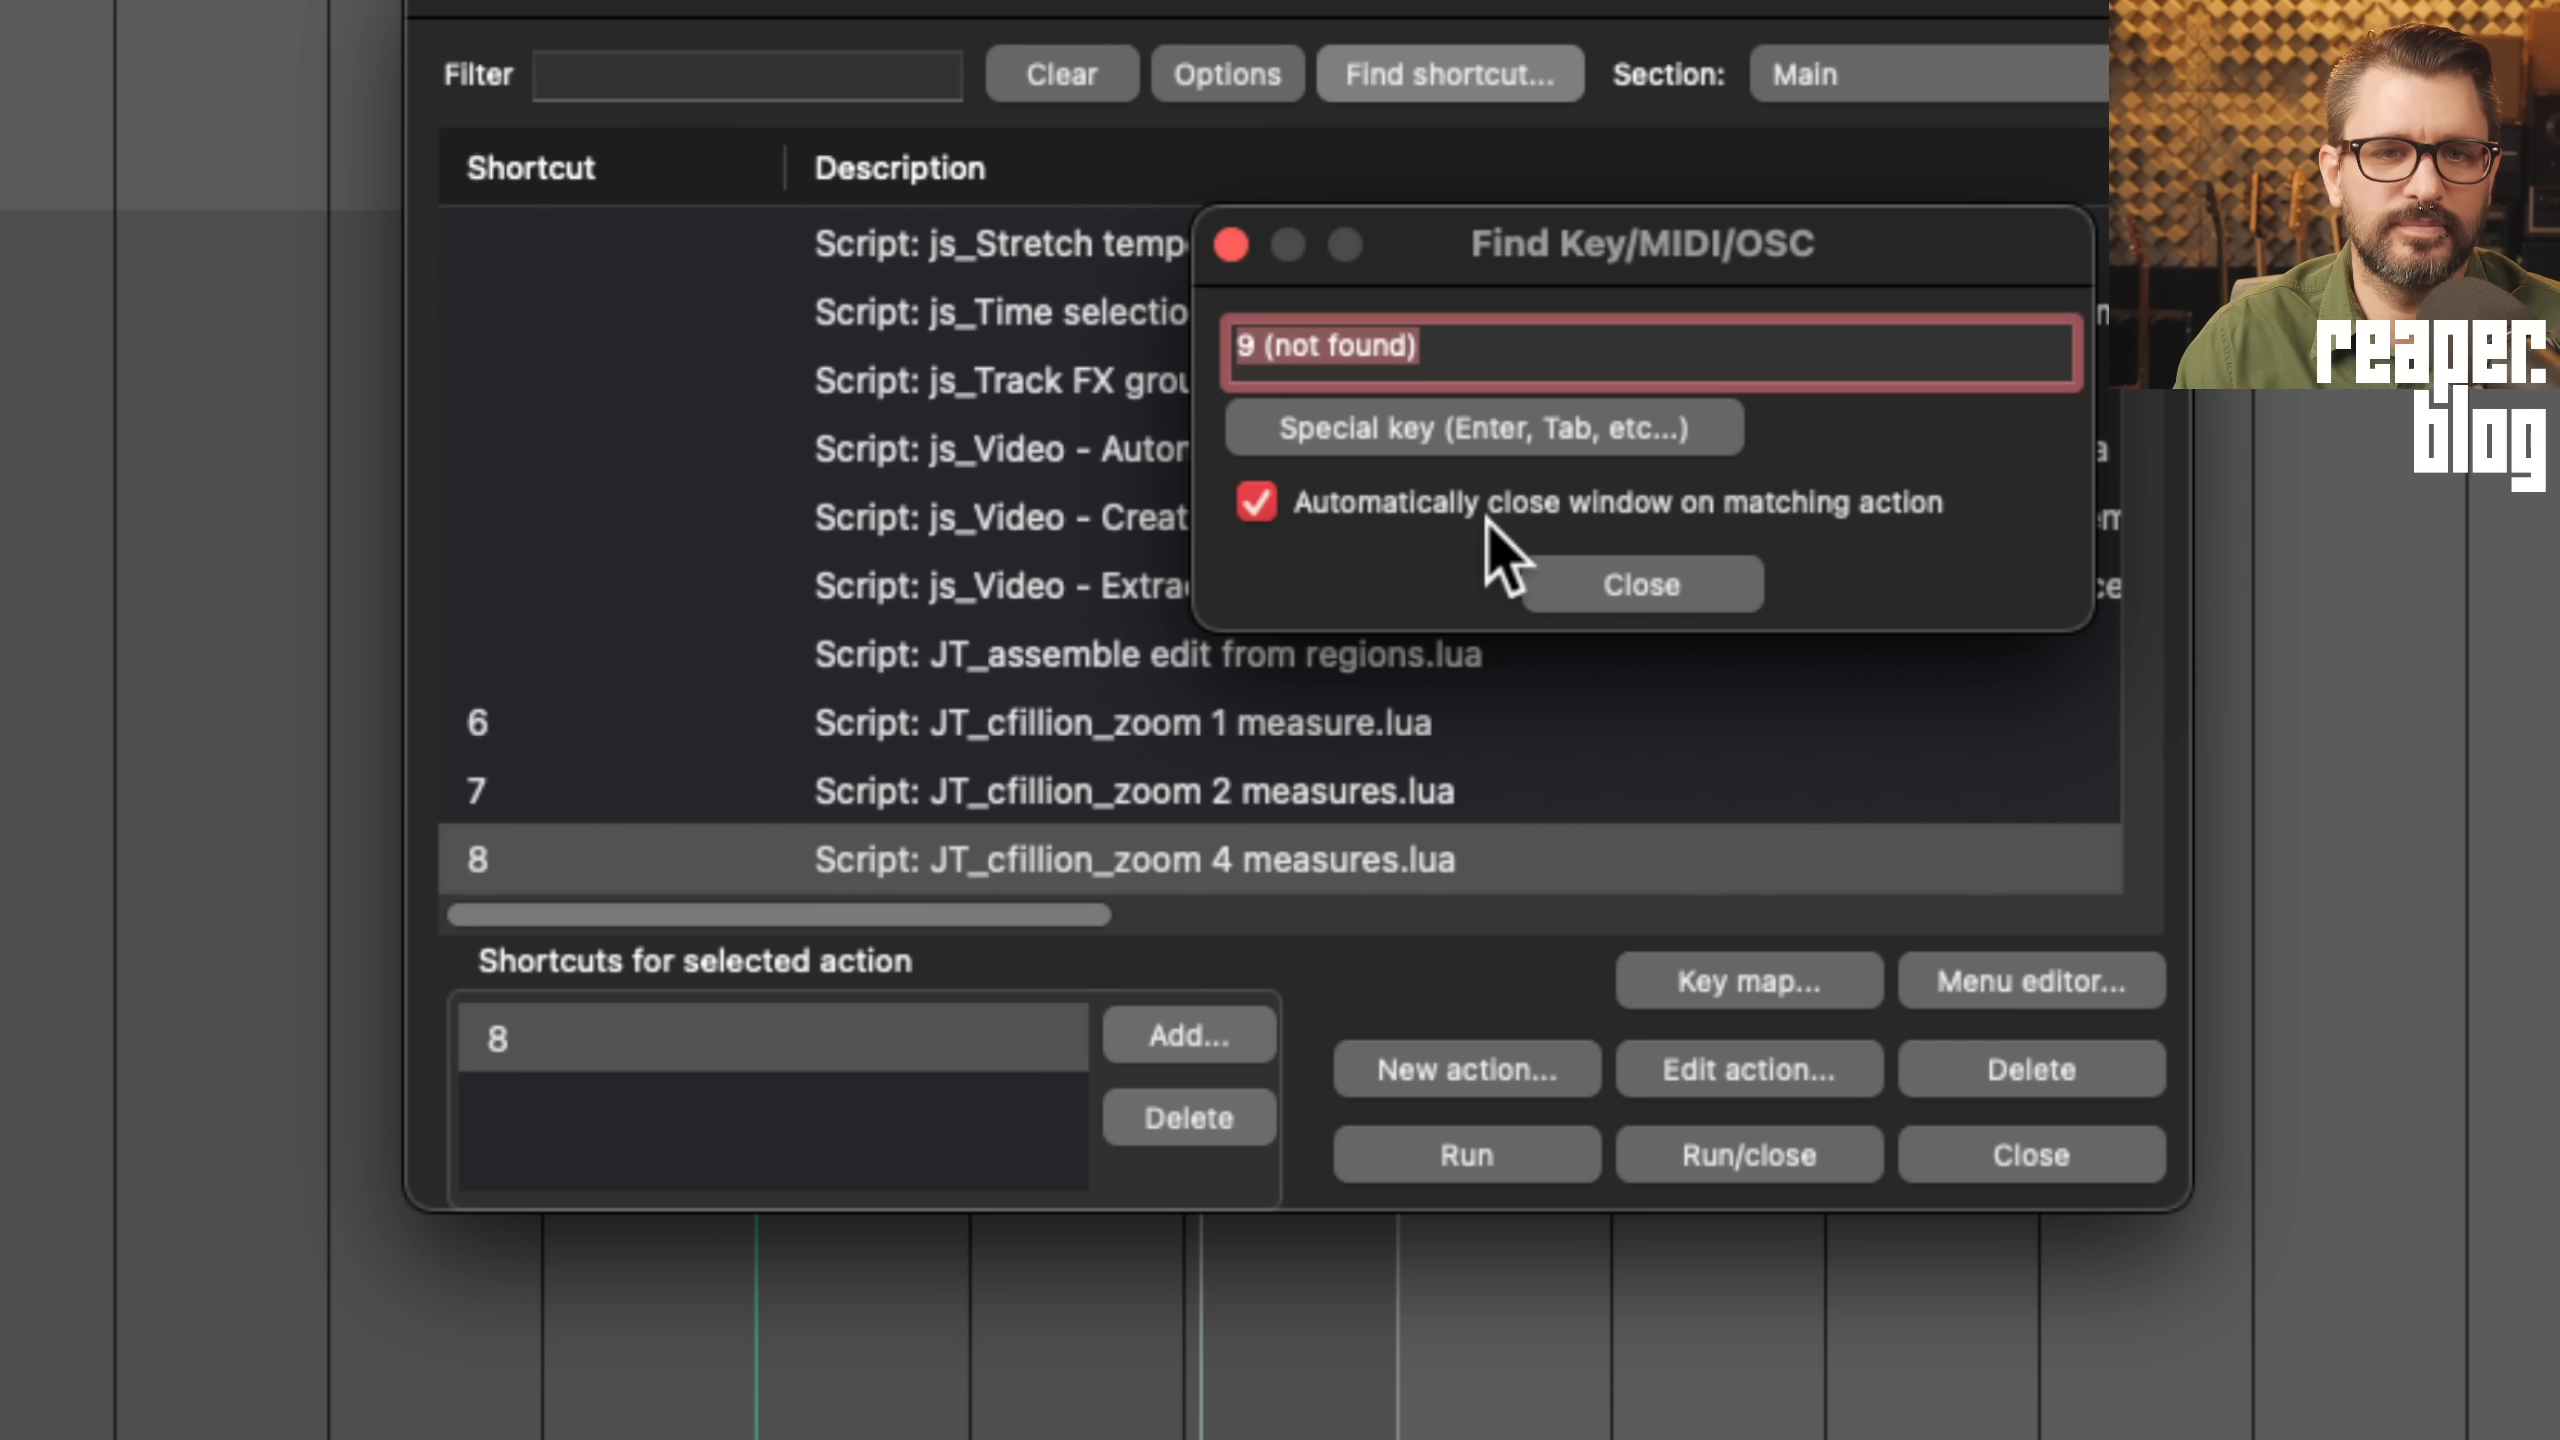 Filter
Clear
Options
Find shortcut...
Section:
Main
Shortcut
Description
Script: js_Stretch temp
Script: js_Time selectio
Script: js_Track FX grou
Script: js_Video - Auto
Script: js_Video - Creat
Script: js_Video - Extra
Script: JT_assemble edit from regions.lua
6 Script: JT_cfillion_zoom 1 measure.lua
7 Script: JT_cfillion_zoom 2 measures.lua
8 Script: JT_cfillion_zoom 4 measures.lua
Find Key/MIDI/OSC
9 (not found)
Special key (Enter, Tab, etc...)
Automatically close window on matching action
Close
Shortcuts for selected action
8
Add...
Delete
Key map...
Menu editor...
New action...
Edit action...
Delete
Run
Run/close
Close
reaper.
blog